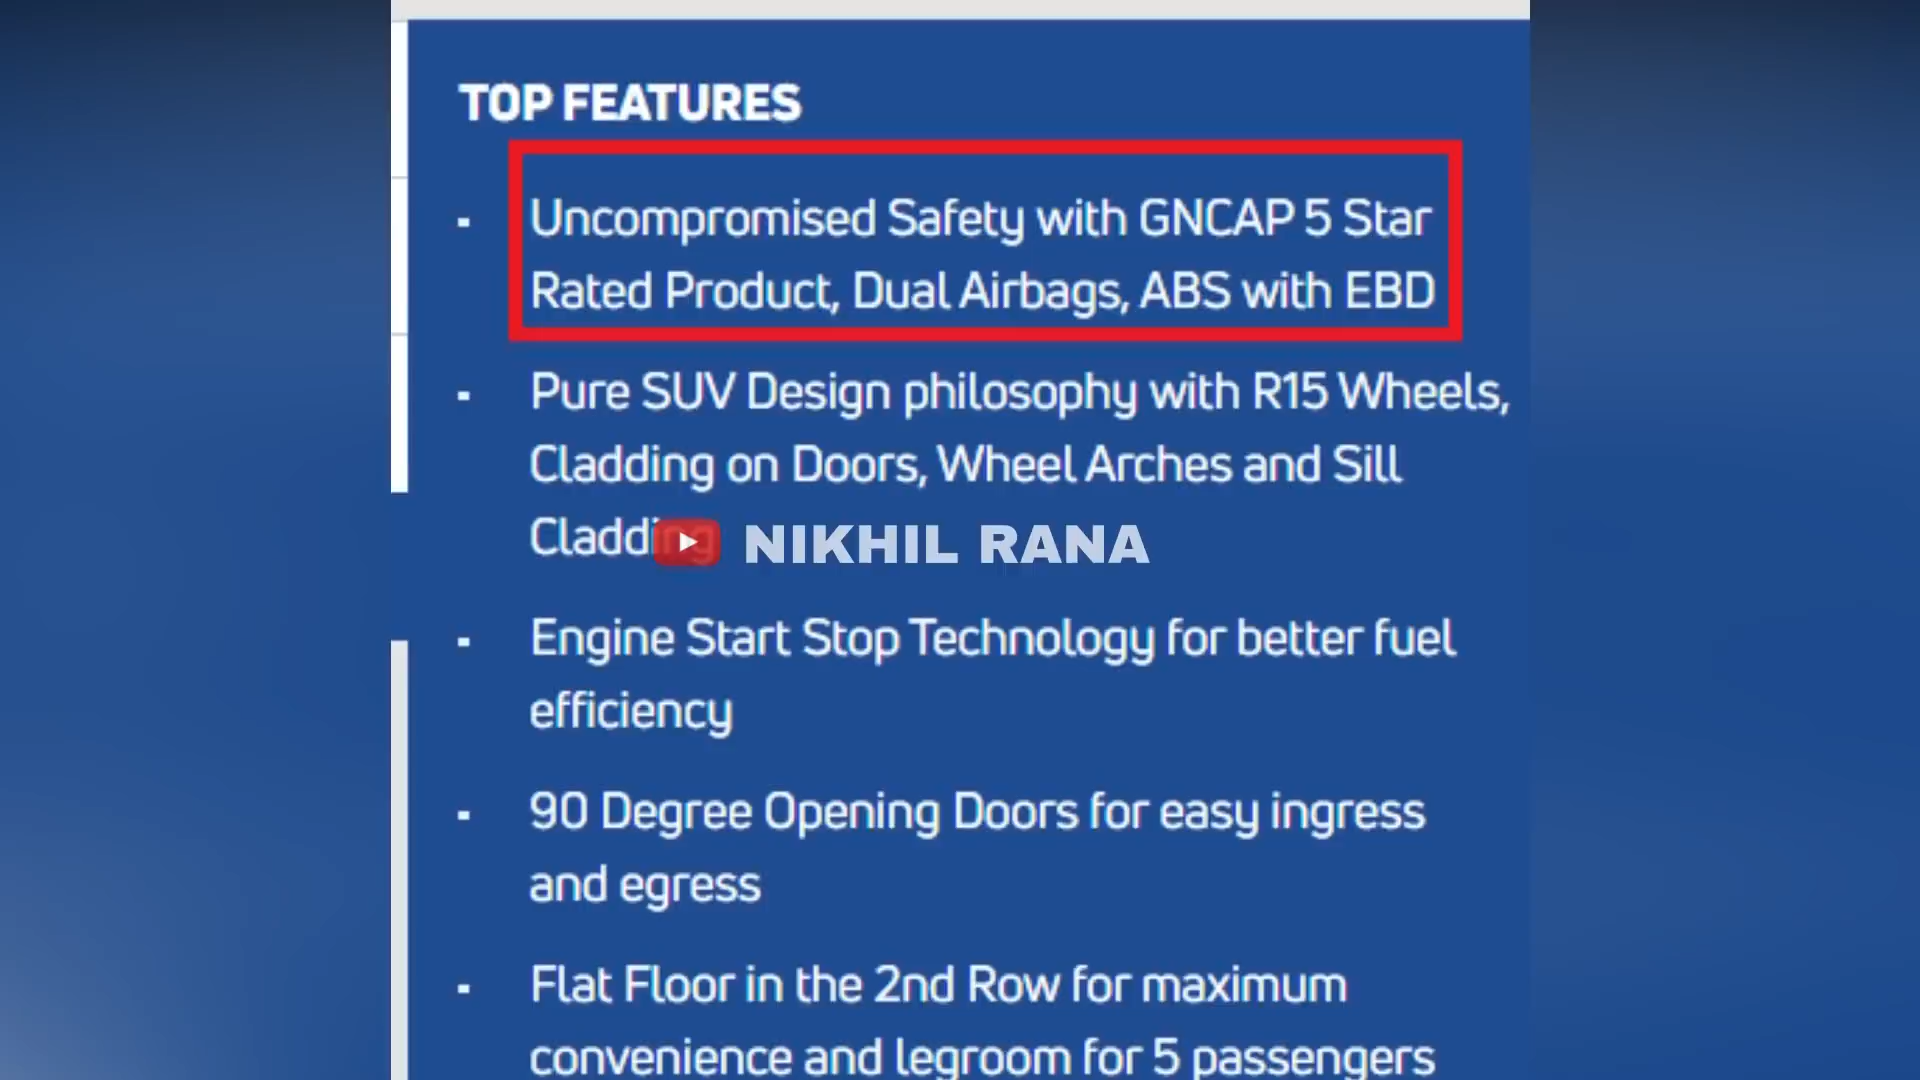 TOP FEATURES
- Uncompromised Safety with GNCAP 5 Star
Rated Product, Dual Airbags, ABS with EBD
- Pure SUV Design philosophy with R15 Wheels,
Cladding on Doors, Wheel Arches and Sill
Cladding
NIKHIL RANA
- Engine Start Stop Technology for better fuel
efficiency
- 90 Degree Opening Doors for easy ingress
and egress
- Flat Floor in the 2nd Row for maximum
convenience and legroom for 5 passengers